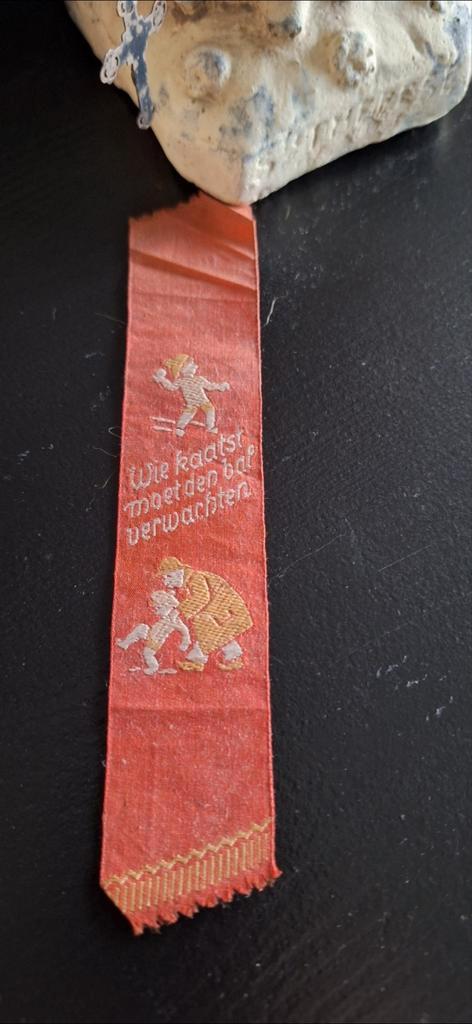 Wie kaatst
moet den bal
verwachten